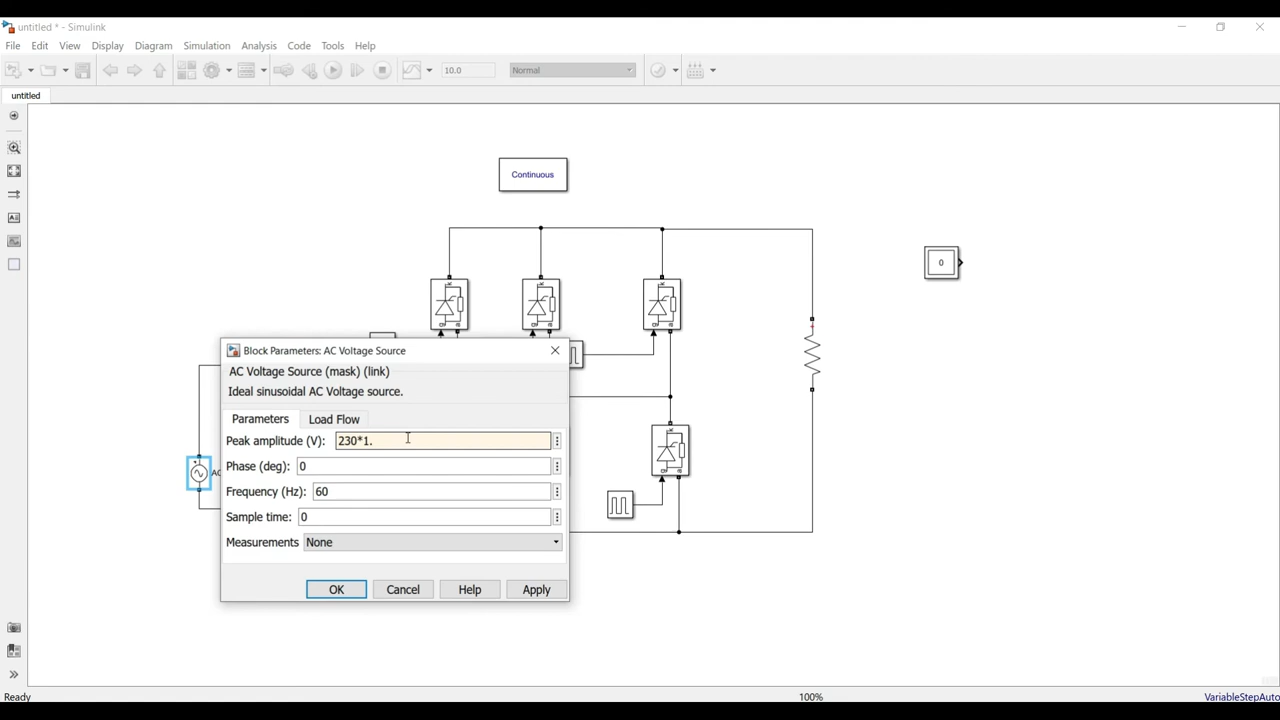 untitled * - Simulink
File Edit View Display Diagram Simulation Analysis Code Tools Help
10.0 Normal
untitled
Continuous
0
Block Parameters: AC Voltage Source
AC Voltage Source (mask) (link)
Ideal sinusoidal AC Voltage source.
Parameters Load Flow
Peak amplitude (V): 230*1.
Phase (deg): 0
AC
Frequency (Hz): 60
Sample time: 0
Measurements None
OK Cancel Help Apply
Ready 100% VariableStepAuto